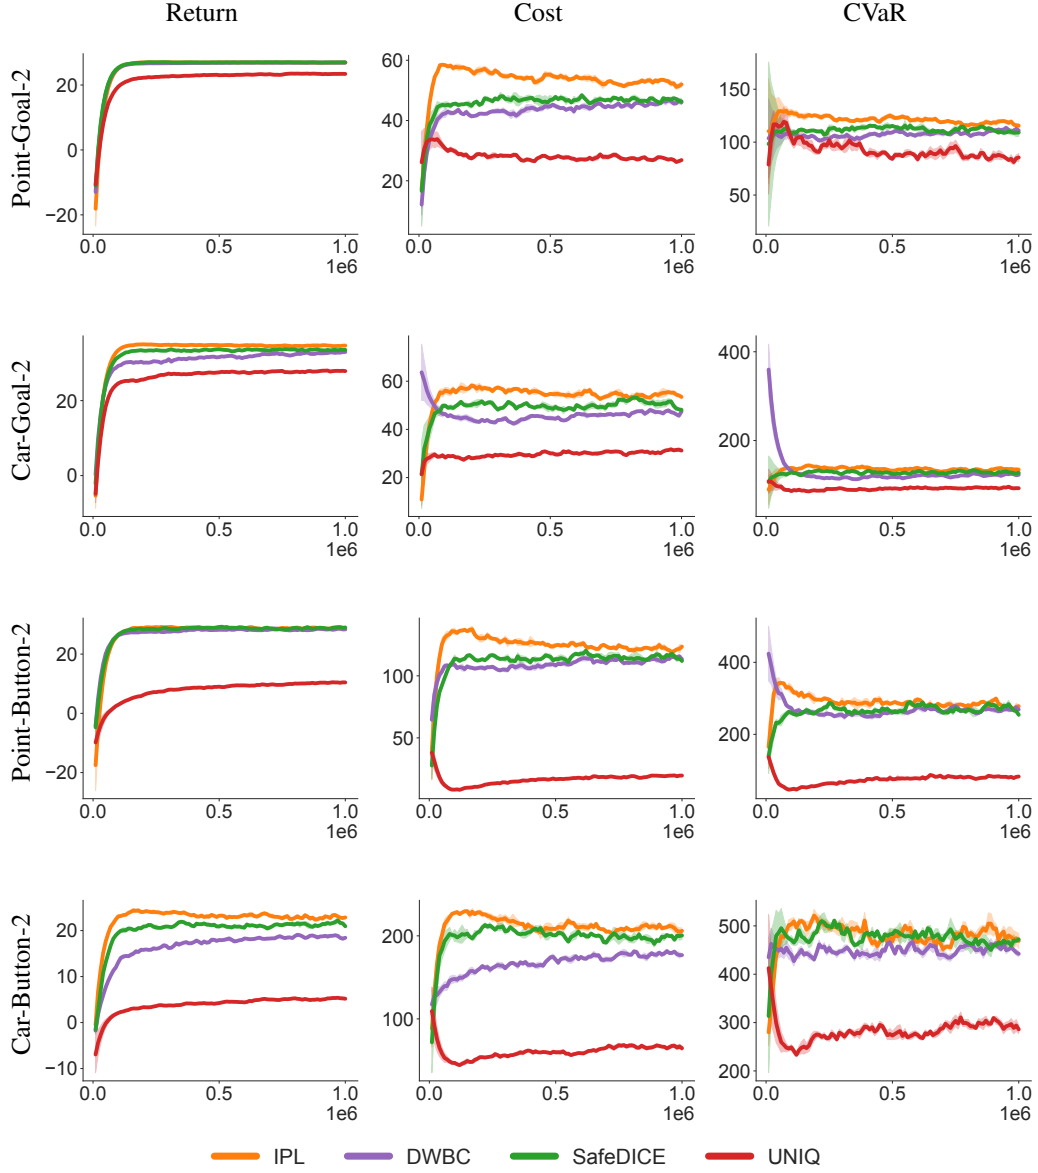 Return Cost CVaR
Point-Goal-2
20
0
−20
0.0 0.5 1.0
1e6
60
40
20
0.0 0.5 1.0
1e6
150
100
50
0.0 0.5 1.0
1e6
Car-Goal-2
20
0
0.0 0.5 1.0
1e6
60
40
20
0.0 0.5 1.0
1e6
400
200
0.0 0.5 1.0
1e6
Point-Button-2
20
0
−20
0.0 0.5 1.0
1e6
100
50
0.0 0.5 1.0
1e6
400
200
0.0 0.5 1.0
1e6
Car-Button-2
20
10
0
−10
0.0 0.5 1.0
1e6
200
100
0.0 0.5 1.0
1e6
500
400
300
200
0.0 0.5 1.0
1e6
IPL DWBC SafeDICE UNIQ